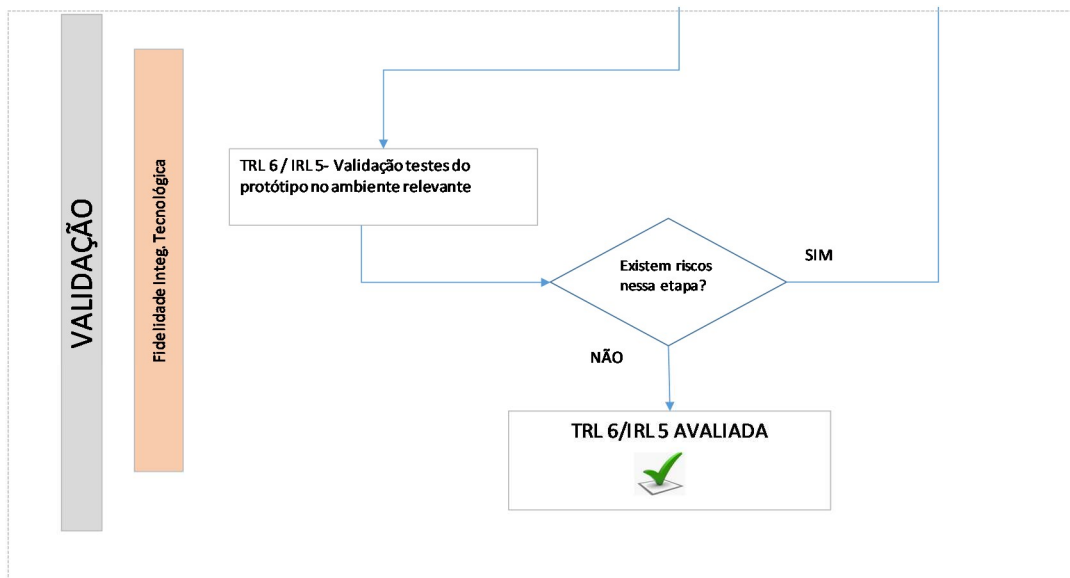 VALIDAÇÃO
Fidelidade Integ. Tecnológica
TRL 6 / IRL 5- Validação testes do
protótipo no ambiente relevante
Existem riscos
nessa etapa?
SIM
NÃO
TRL 6/IRL 5 AVALIADA